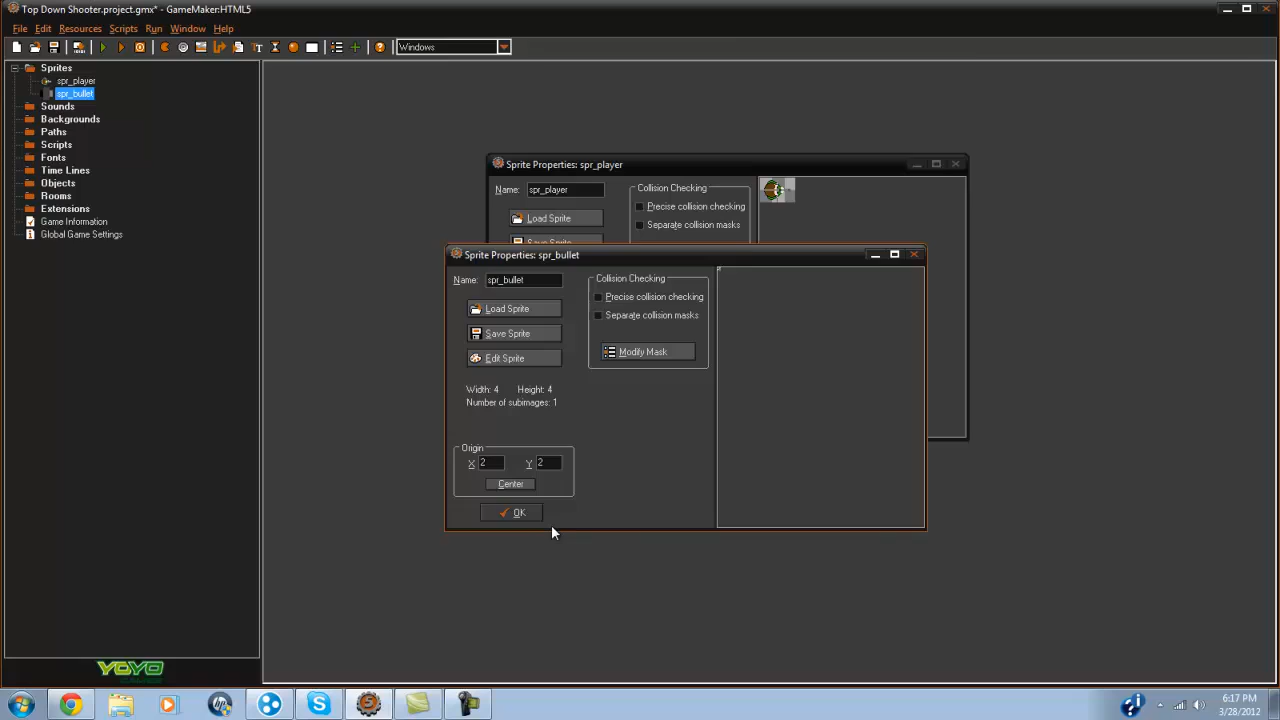 Top Down Shooter.project.gmx* - GameMaker:HTML5
File Edit Resources Scripts Run Window Help
Windows
Sprites
spr_player
spr_bullet
Sounds
Backgrounds
Paths
Scripts
Fonts
Time Lines
Objects
Rooms
Extensions
Game Information
Global Game Settings
Sprite Properties: spr_player
Name: spr_player
Collision Checking
Precise collision checking
Load Sprite
Separate collision masks
Save Sprite
Sprite Properties: spr_bullet
Name: spr_bullet
Collision Checking
Precise collision checking
Load Sprite
Separate collision masks
Save Sprite
Modify Mask
Edit Sprite
Width: 4 Height: 4
Number of subimages: 1
Origin
X 2 Y 2
Center
OK
YOYO
GAMES
6:17 PM
3/28/2012